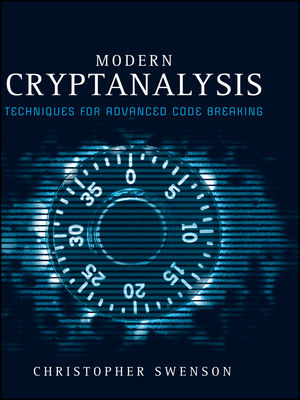 MODERN
CRYPTANALYSIS
TECHNIQUES FOR ADVANCED CODE BREAKING
0
5
10
15
20
25
30
35
CHRISTOPHER SWENSON